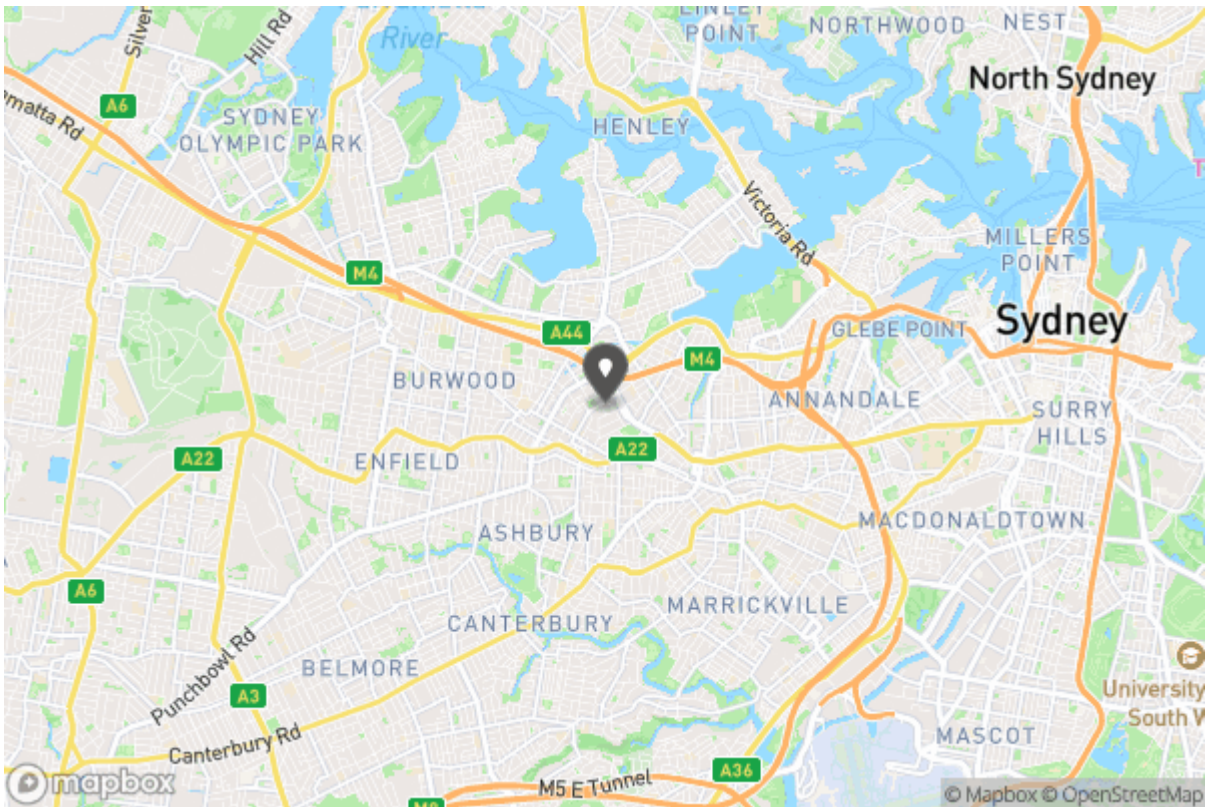 LINLEY
POINT
NORTHWOOD
NEST
Silver
Hill Rd
River
North Sydney
A6
matta Rd
SYDNEY
OLYMPIC PARK
HENLEY
Victoria Rd
MILLERS
POINT
M4
A44
GLEBE POINT
Sydney
M4
BURWOOD
ANNANDALE
SURRY
HILLS
A22
A22
ENFIELD
ASHBURY
MACDONALDTOWN
A6
MARRICKVILLE
CANTERBURY
Punchbowl Rd
BELMORE
A3
University
South W
Canterbury Rd
MASCOT
M5 E Tunnel
A36
mapbox
© Mapbox © OpenStreetMap